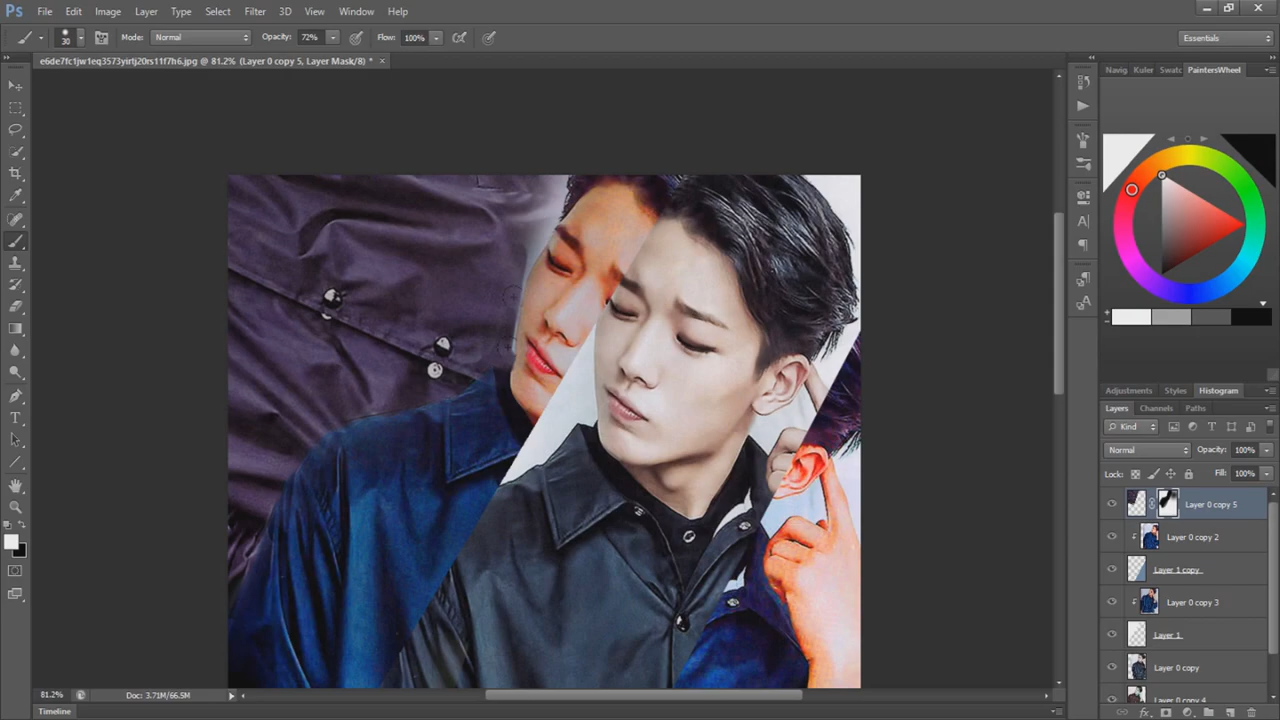 Ps File Edit Image Layer Type Select Filter 3D View Window Help
30 Mode: Normal Opacity: 72% Flow: 100% Essentials
e6de7fc1jw1eq3573yirtj20rs11f7h6.jpg @ 81.2% (Layer 0 copy 5, Layer Mask/8) * ×
Navig Kuler Swatc PaintersWheel
Adjustments Styles Histogram
Layers Channels Paths
Kind
Normal Opacity: 100%
Lock: Fill: 100%
Layer 0 copy 5
Layer 0 copy 2
Layer 1 copy
Layer 0 copy 3
Layer 1
Layer 0 copy
Layer 0 copy 4
81.2% Doc: 3.71M/66.5M
Timeline